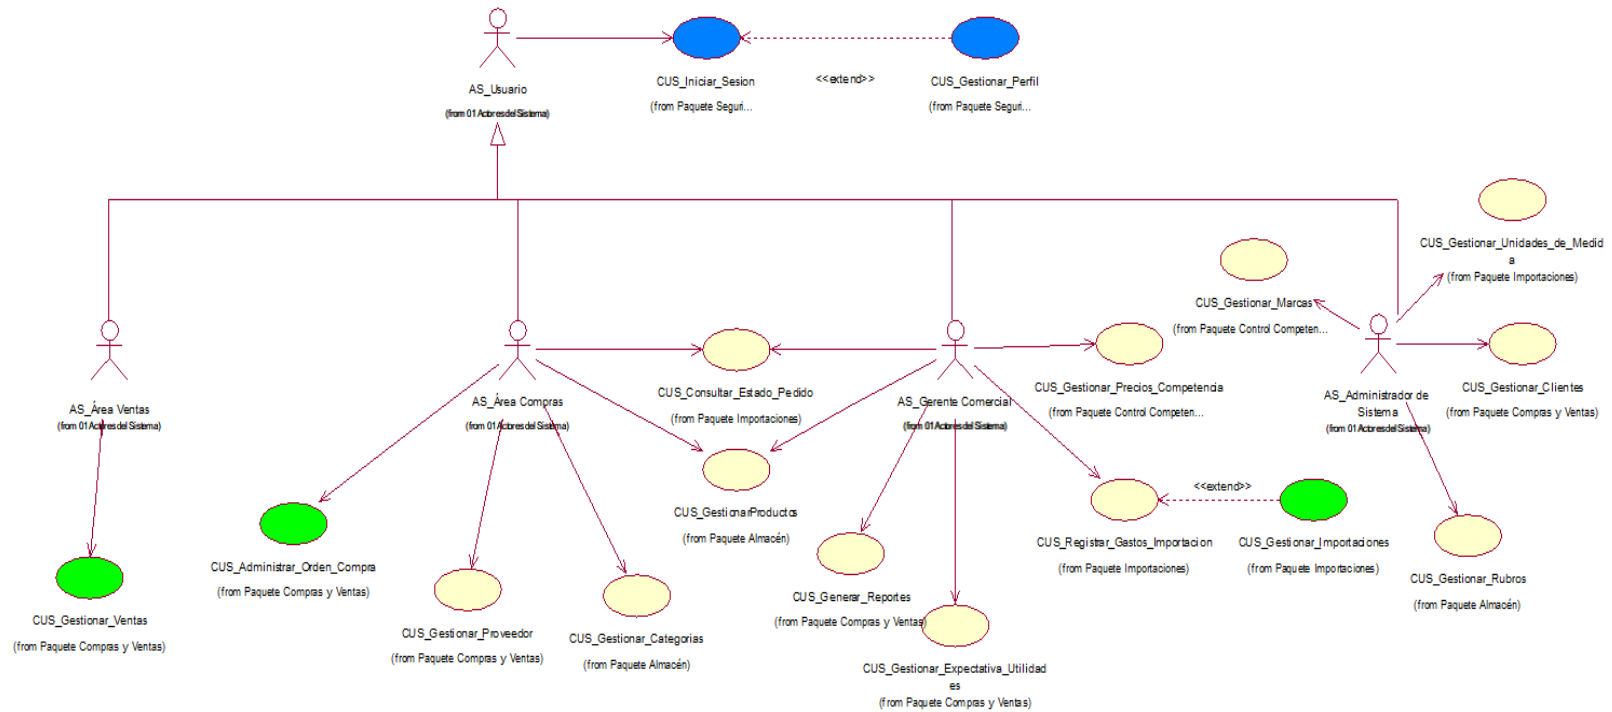 AS_Usuario
(from 01 Actores del Sistema)
CUS_Iniciar_Sesion
(from Paquete Seguri...
<<extend>>
CUS_Gestionar_Perfil
(from Paquete Seguri...
CUS_Gestionar_Unidades_de_Medid
a
(from Paquete Importaciones)
CUS_Gestionar_Marcas
(from Paquete Control Competen...
AS_Área Ventas
(from 01 Actores del Sistema)
AS_Área Compras
(from 01 Actores del Sistema)
CUS_Consultar_Estado_Pedido
(from Paquete Importaciones)
AS_Gerente Comercial
(from 01 Actores del Sistema)
CUS_Gestionar_Precios_Competencia
(from Paquete Control Competen...
AS_Administrador de
Sistema
(from 01 Actores del Sistema)
CUS_Gestionar_Clientes
(from Paquete Compras y Ventas)
CUS_GestionarProductos
(from Paquete Almacén)
<<extend>>
CUS_Registrar_Gastos_Importacion
(from Paquete Importaciones)
CUS_Gestionar_Importaciones
(from Paquete Importaciones)
CUS_Gestionar_Rubros
(from Paquete Almacén)
CUS_Administrar_Orden_Compra
(from Paquete Compras y Ventas)
CUS_Gestionar_Ventas
(from Paquete Compras y Ventas)
CUS_Gestionar_Proveedor
(from Paquete Compras y Ventas)
CUS_Gestionar_Categorias
(from Paquete Almacén)
CUS_Generar_Reportes
(from Paquete Compras y Ventas)
CUS_Gestionar_Expectativa_Utilidad
es
(from Paquete Compras y Ventas)